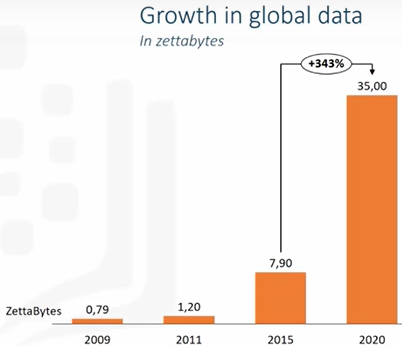 Growth in global data
In zettabytes
+343%
35,00
7,90
ZettaBytes 0,79 1,20
2009 2011 2015 2020